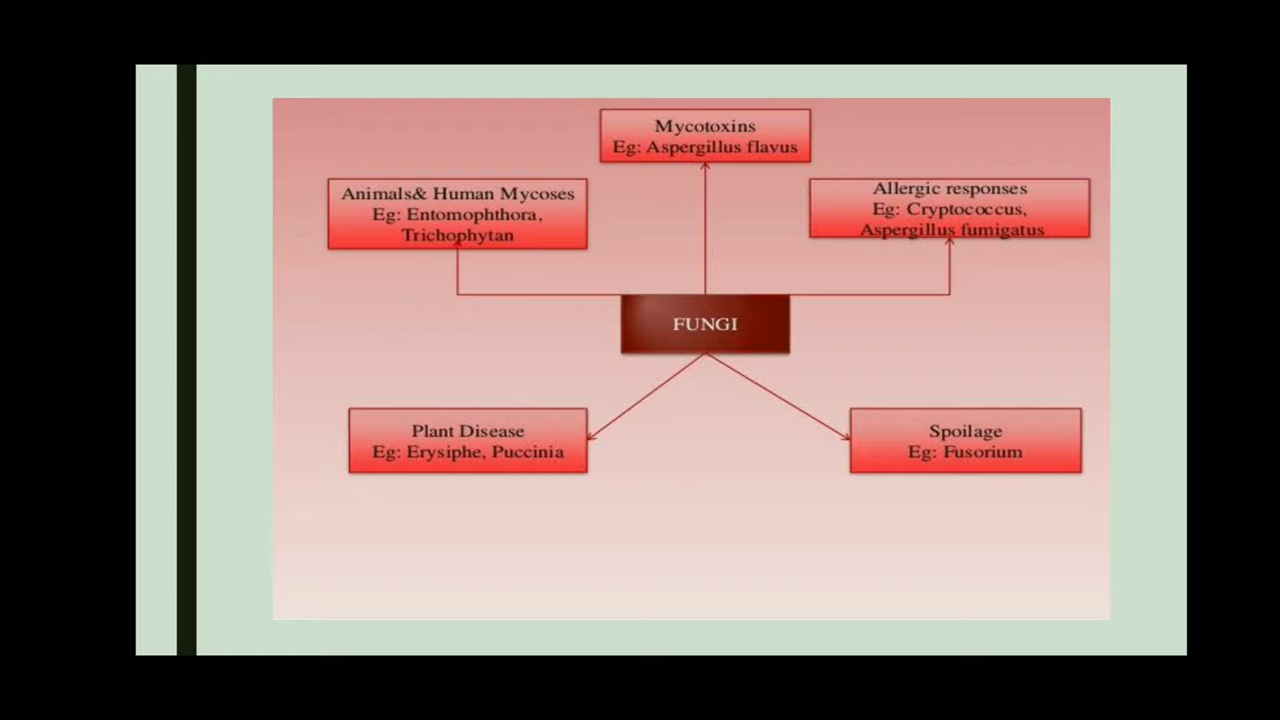 Mycotoxins
Eg: Aspergillus flavus
Animals& Human Mycoses
Eg: Entomophthora,
Trichophytan
Allergic responses
Eg: Cryptococcus,
Aspergillus fumigatus
FUNGI
Plant Disease
Eg: Erysiphe, Puccinia
Spoilage
Eg: Fusorium